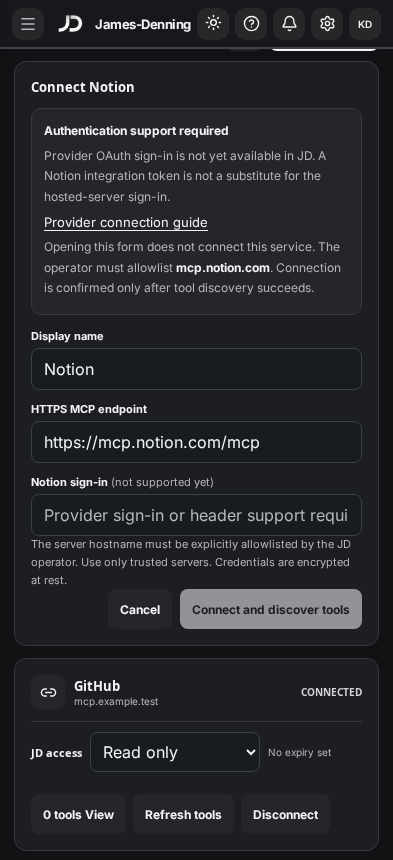 JD James-Denning KD
Connect Notion
Authentication support required
Provider OAuth sign-in is not yet available in JD. A
Notion integration token is not a substitute for the
hosted-server sign-in.
Provider connection guide
Opening this form does not connect this service. The
operator must allowlist mcp.notion.com. Connection
is confirmed only after tool discovery succeeds.
Display name
Notion
HTTPS MCP endpoint
https://mcp.notion.com/mcp
Notion sign-in (not supported yet)
Provider sign-in or header support requi
The server hostname must be explicitly allowlisted by the JD
operator. Use only trusted servers. Credentials are encrypted
at rest.
Cancel Connect and discover tools
GitHub
mcp.example.test
CONNECTED
JD access Read only No expiry set
0 tools View Refresh tools Disconnect